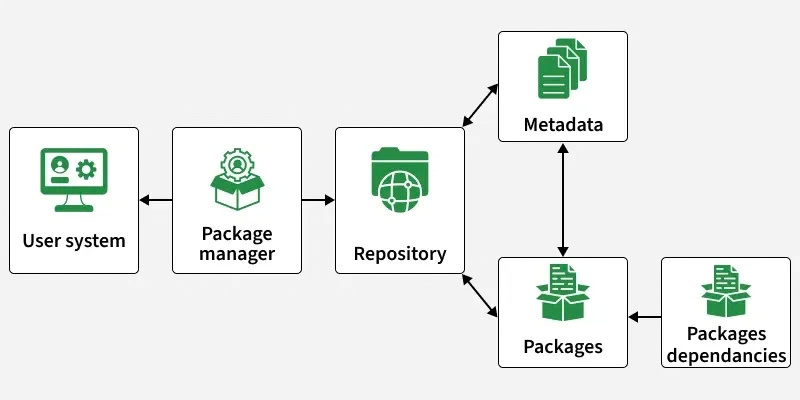 User system
Package
manager
Repository
Metadata
Packages
Packages
dependancies